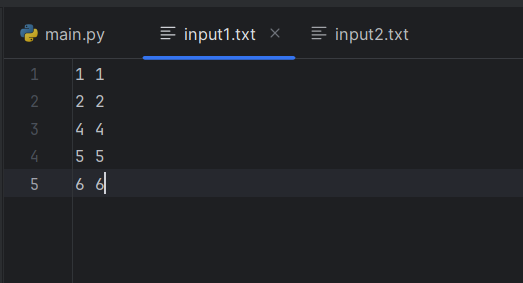 main.py input1.txt input2.txt
1 1 1
2 2 2
3 4 4
4 5 5
5 6 6